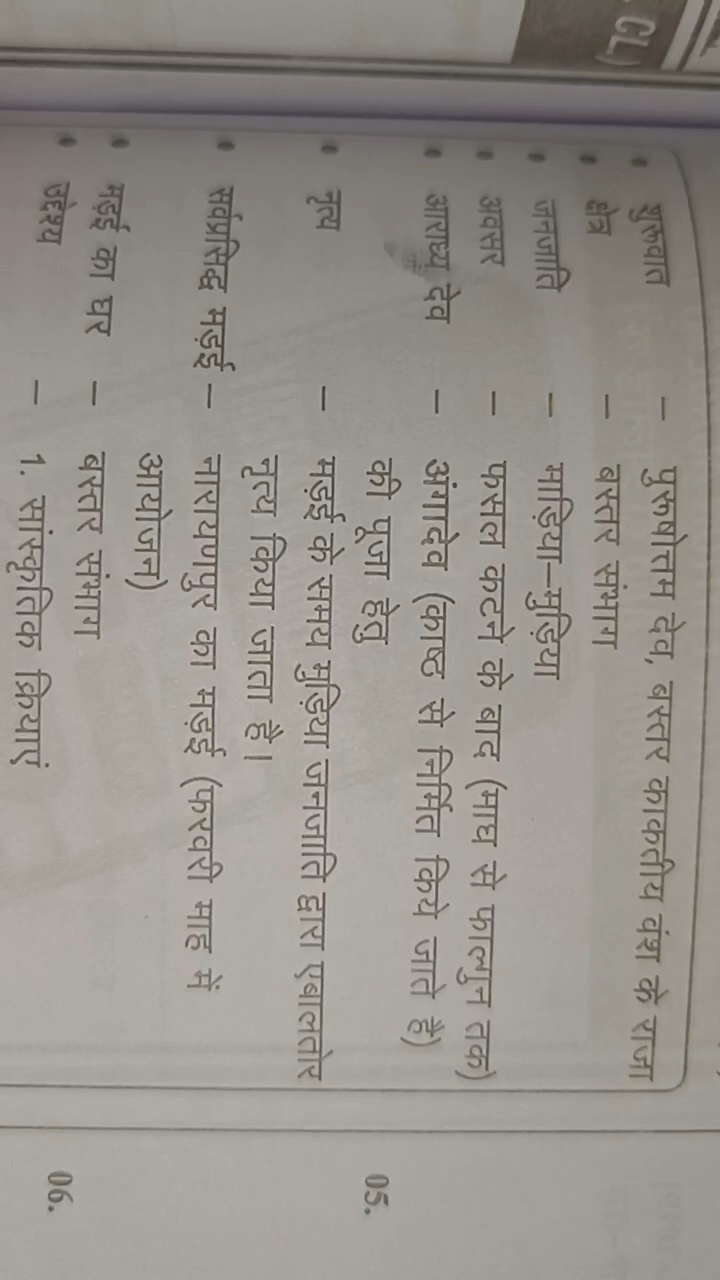 CL)
• शुरूवात – पुरूषोत्तम देव, बस्तर काकतीय वंश के राजा
• क्षेत्र – बस्तर संभाग
• जनजाति – माड़िया–मुड़िया
• अवसर – फसल कटने के बाद (माघ से फाल्गुन तक)
• आराध्य देव – अंगादेव (काष्ठ से निर्मित किये जाते है)
की पूजा हेतु
• नृत्य – मड़ई के समय मुड़िया जनजाति द्वारा एबालतोर
नृत्य किया जाता है।
• सर्वप्रसिद्ध मड़ई – नारायणपुर का मड़ई (फरवरी माह में
आयोजन)
• मड़ई का घर – बस्तर संभाग
• उद्देश्य – 1. सांस्कृतिक क्रियाएं
05.
06.